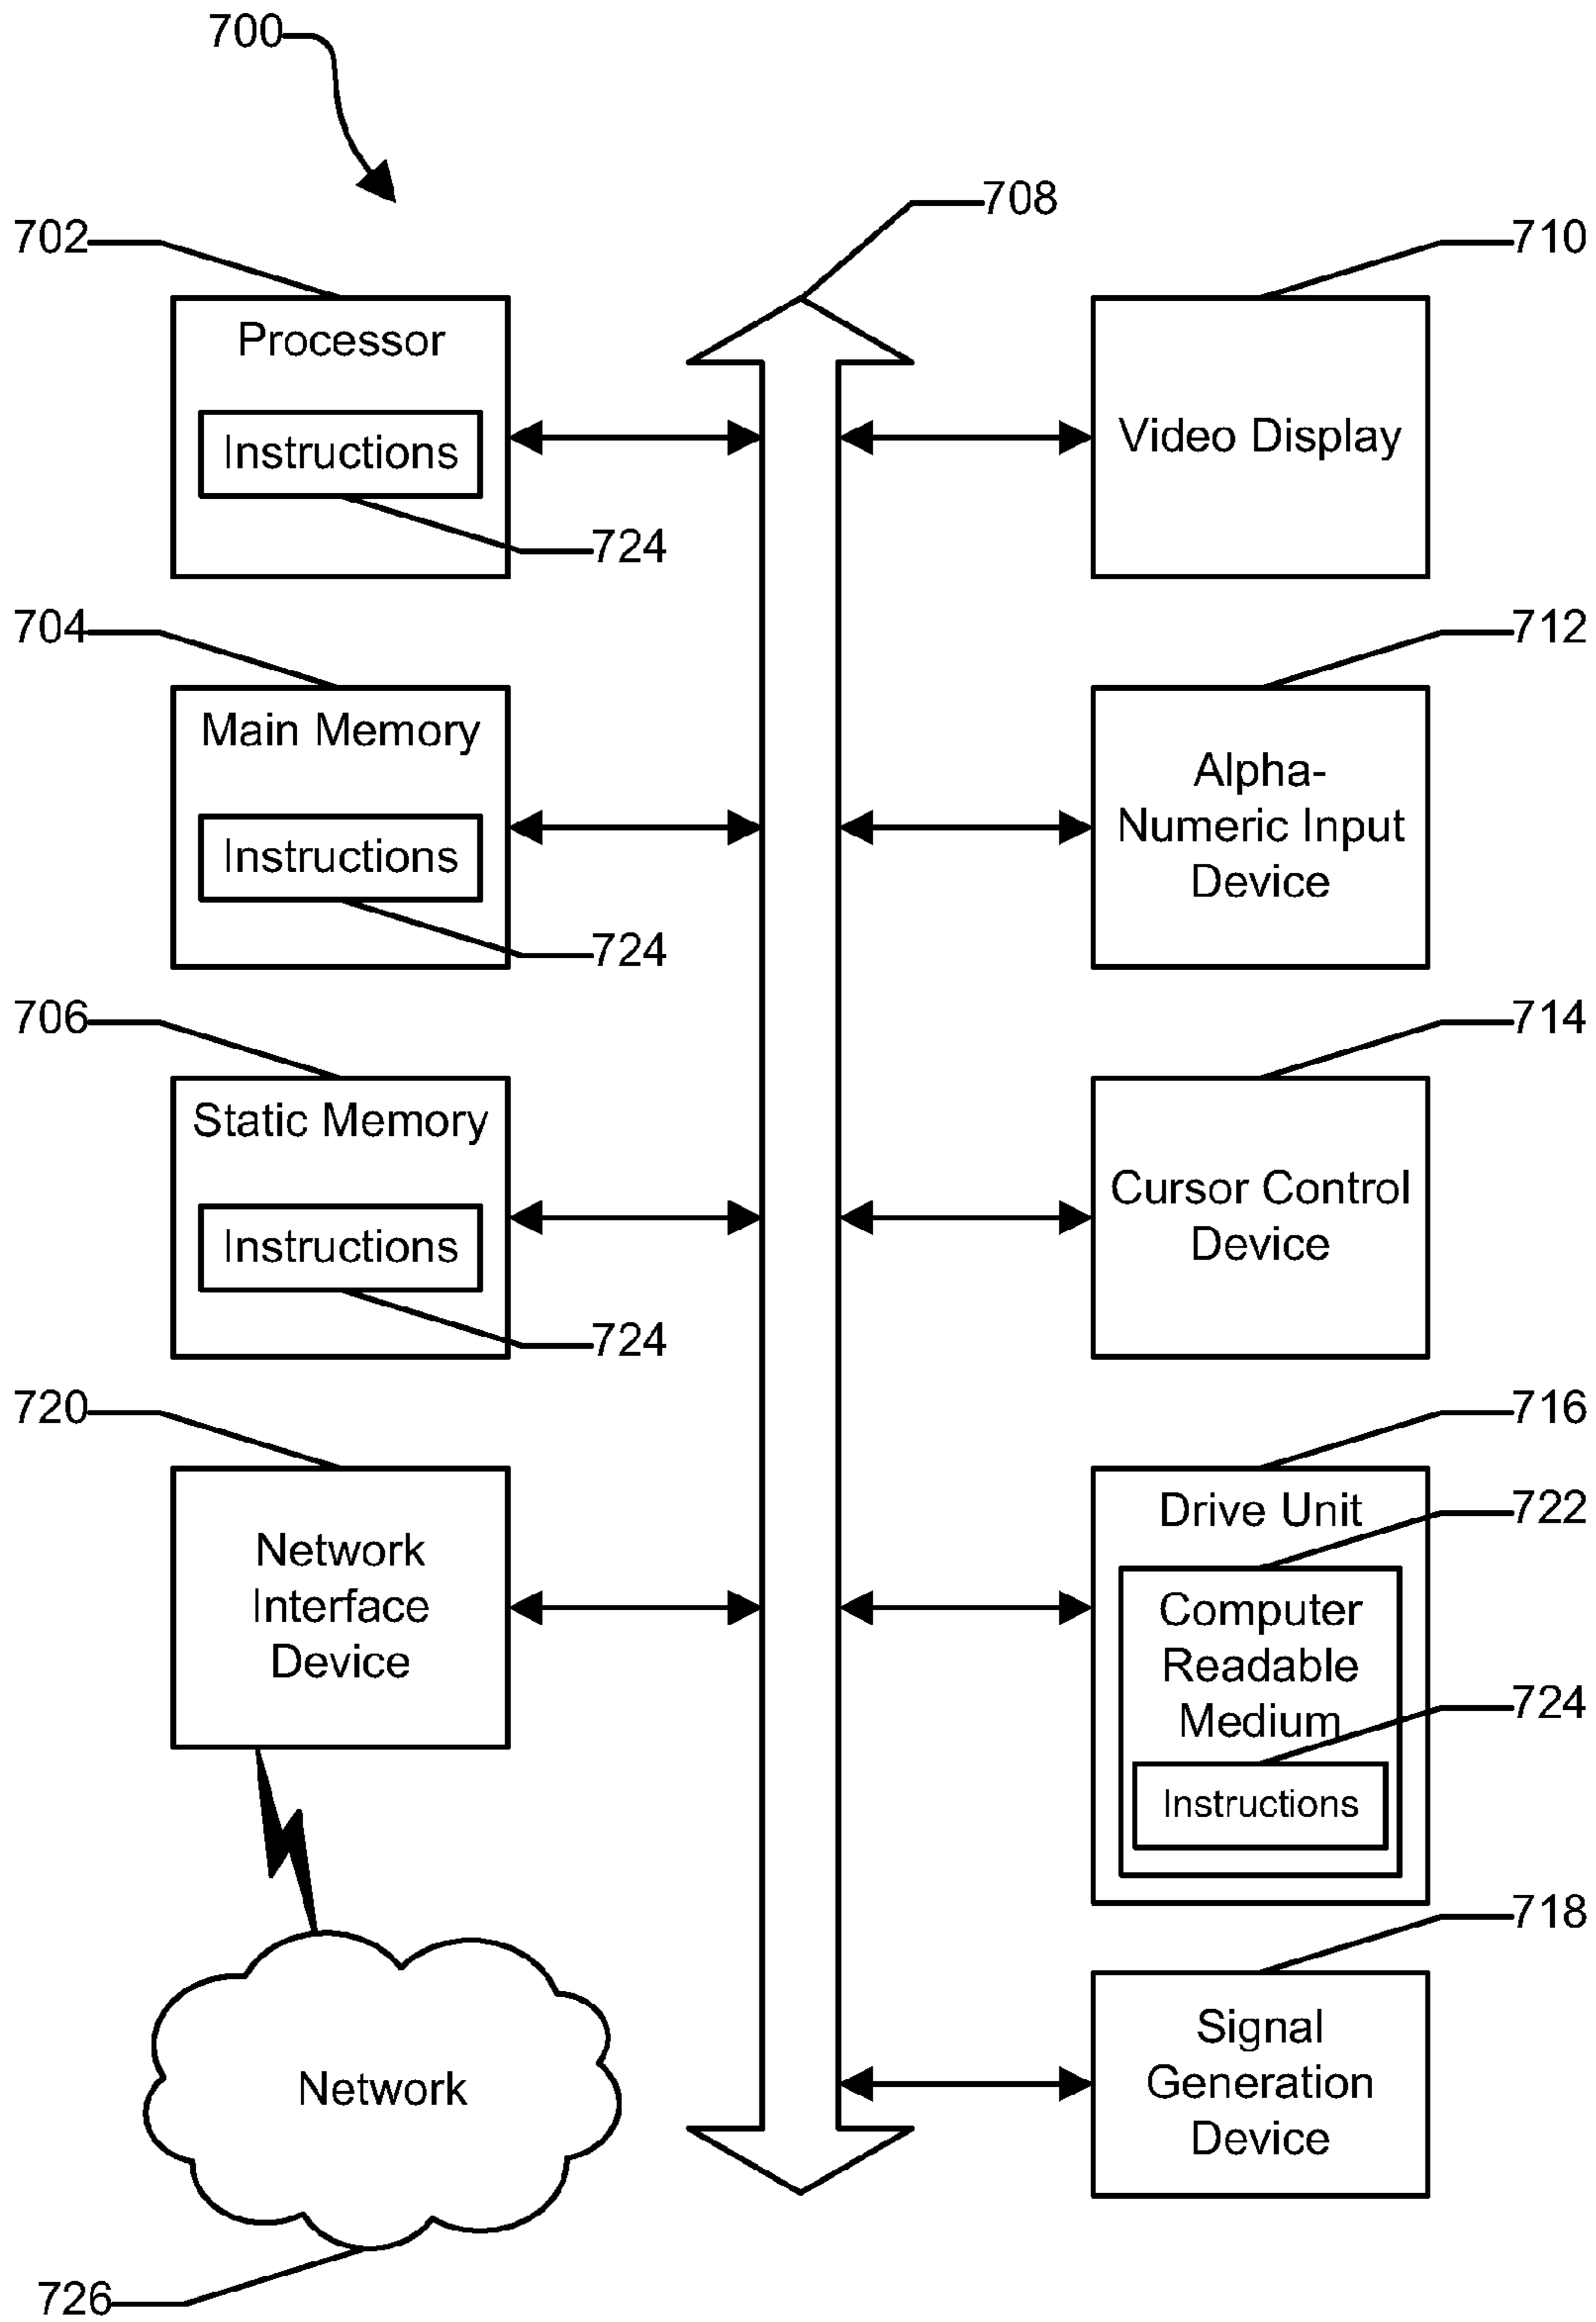 700
708
702
710
Processor
Instructions
724
Video Display
704
712
Main Memory
Instructions
724
Alpha-
Numeric Input
Device
706
714
Static Memory
Instructions
724
Cursor Control
Device
720
716
Network
Interface
Device
Drive Unit
722
Computer
Readable
Medium
724
Instructions
718
Network
Signal
Generation
Device
726